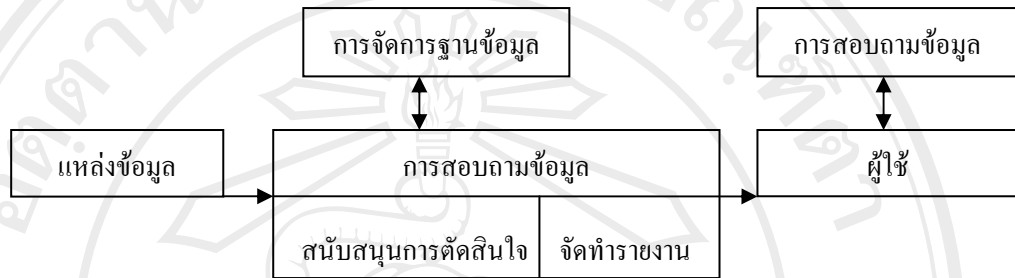 การจัดการฐานข้อมูล
การสอบถามข้อมูล
แหล่งข้อมูล
การสอบถามข้อมูล
ผู้ใช้
สนับสนุนการตัดสินใจ
จัดทำรายงาน